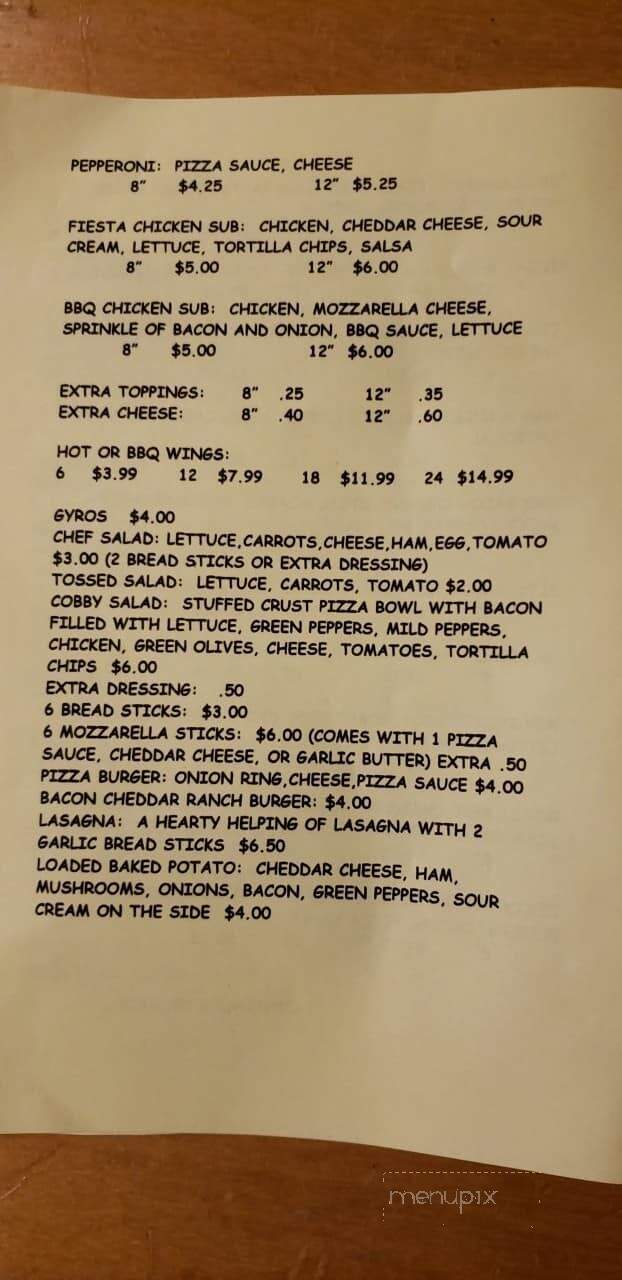 PEPPERONI: PIZZA SAUCE, CHEESE
8" $4.25 12" $5.25
FIESTA CHICKEN SUB: CHICKEN, CHEDDAR CHEESE, SOUR
CREAM, LETTUCE, TORTILLA CHIPS, SALSA
8" $5.00 12" $6.00
BBQ CHICKEN SUB: CHICKEN, MOZZARELLA CHEESE,
SPRINKLE OF BACON AND ONION, BBQ SAUCE, LETTUCE
8" $5.00 12" $6.00
EXTRA TOPPINGS: 8" .25 12" .35
EXTRA CHEESE: 8" .40 12" .60
HOT OR BBQ WINGS:
6 $3.99 12 $7.99 18 $11.99 24 $14.99
GYROS $4.00
CHEF SALAD: LETTUCE,CARROTS,CHEESE,HAM,EGG,TOMATO
$3.00 (2 BREAD STICKS OR EXTRA DRESSING)
TOSSED SALAD: LETTUCE, CARROTS, TOMATO $2.00
COBBY SALAD: STUFFED CRUST PIZZA BOWL WITH BACON
FILLED WITH LETTUCE, GREEN PEPPERS, MILD PEPPERS,
CHICKEN, GREEN OLIVES, CHEESE, TOMATOES, TORTILLA
CHIPS $6.00
EXTRA DRESSING: .50
6 BREAD STICKS: $3.00
6 MOZZARELLA STICKS: $6.00 (COMES WITH 1 PIZZA
SAUCE, CHEDDAR CHEESE, OR GARLIC BUTTER) EXTRA .50
PIZZA BURGER: ONION RING,CHEESE,PIZZA SAUCE $4.00
BACON CHEDDAR RANCH BURGER: $4.00
LASAGNA: A HEARTY HELPING OF LASAGNA WITH 2
GARLIC BREAD STICKS $6.50
LOADED BAKED POTATO: CHEDDAR CHEESE, HAM,
MUSHROOMS, ONIONS, BACON, GREEN PEPPERS, SOUR
CREAM ON THE SIDE $4.00
menupix